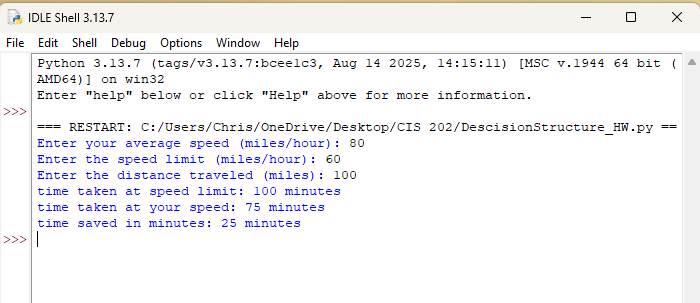 IDLE Shell 3.13.7
File Edit Shell Debug Options Window Help
Python 3.13.7 (tags/v3.13.7:bcee1c3, Aug 14 2025, 14:15:11) [MSC v.1944 64 bit (
AMD64)] on win32
Enter "help" below or click "Help" above for more information.
>>>
=== RESTART: C:/Users/Chris/OneDrive/Desktop/CIS 202/DescisionStructure_HW.py ==
Enter your average speed (miles/hour): 80
Enter the speed limit (miles/hour): 60
Enter the distance traveled (miles): 100
time taken at speed limit: 100 minutes
time taken at your speed: 75 minutes
time saved in minutes: 25 minutes
>>>